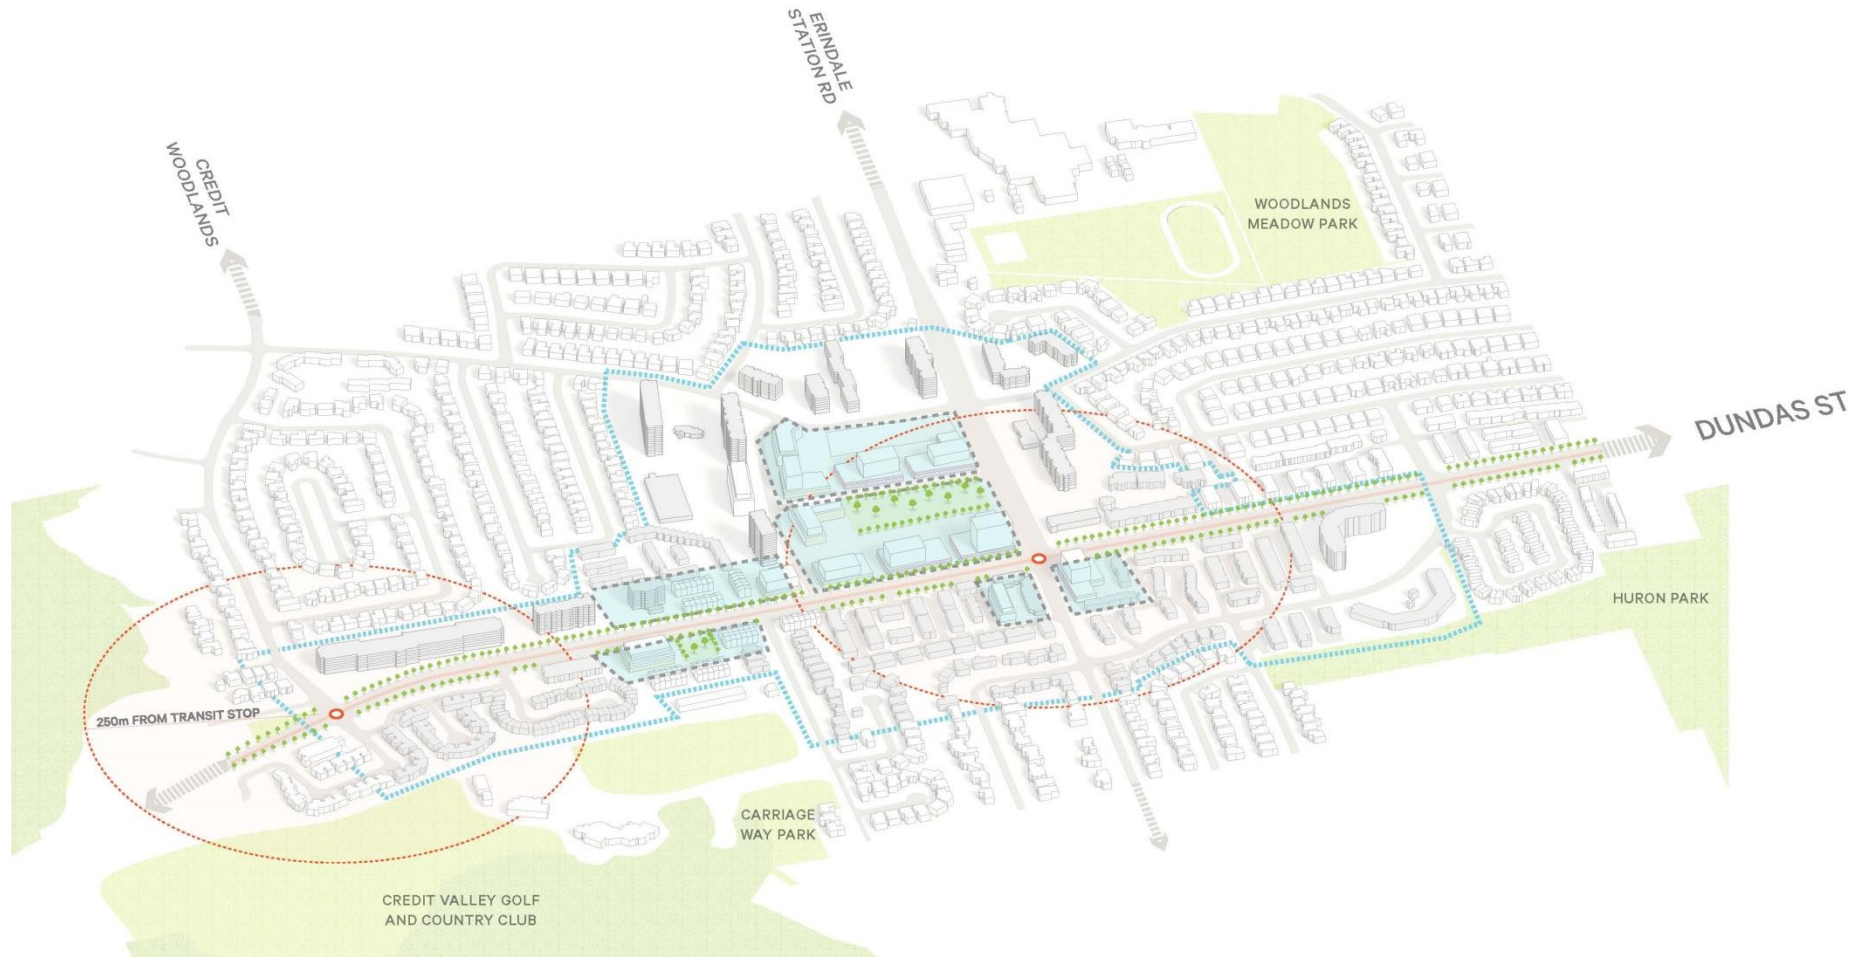 ERINDALE
STATION RD
CREDIT
WOODLANDS
WOODLANDS
MEADOW PARK
DUNDAS ST
HURON PARK
250m FROM TRANSIT STOP
CARRIAGE
WAY PARK
CREDIT VALLEY GOLF
AND COUNTRY CLUB